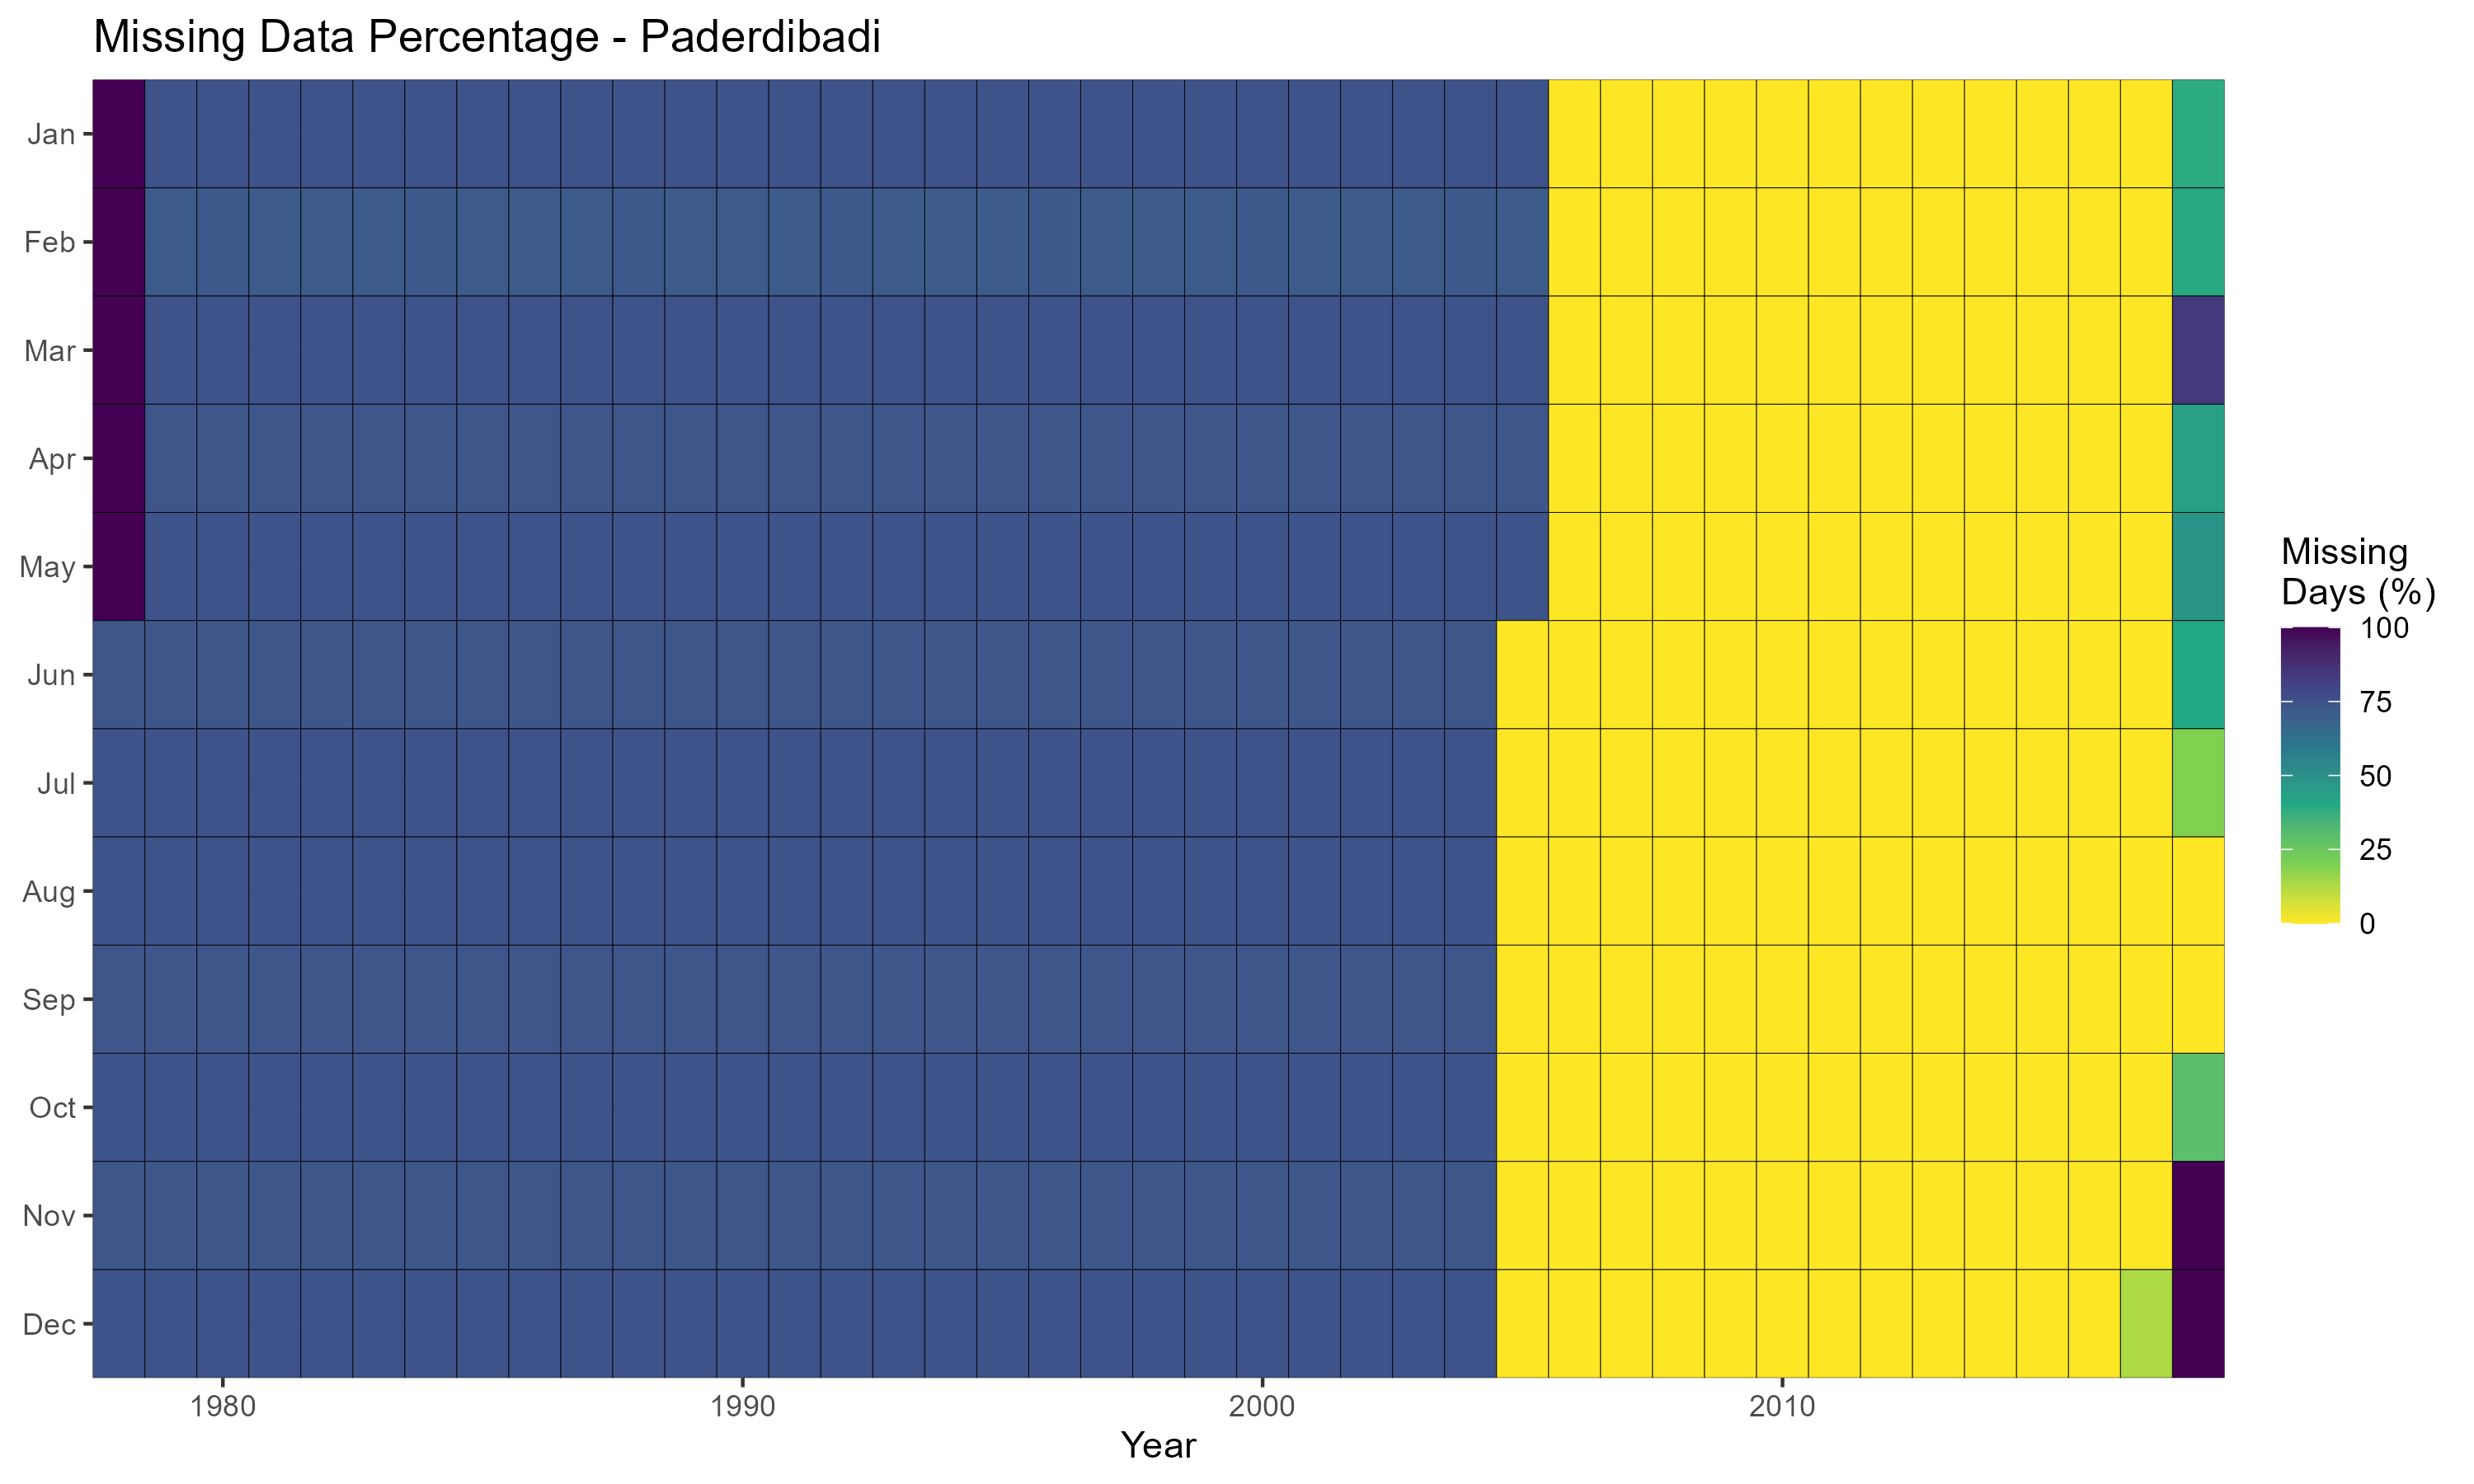 Missing Data Percentage - Paderdibadi
Jan
Feb
Mar
Apr
May
Jun
Jul
Aug
Sep
Oct
Nov
Dec
1980 1990 2000 2010
Year
Missing
Days (%)
100
75
50
25
0